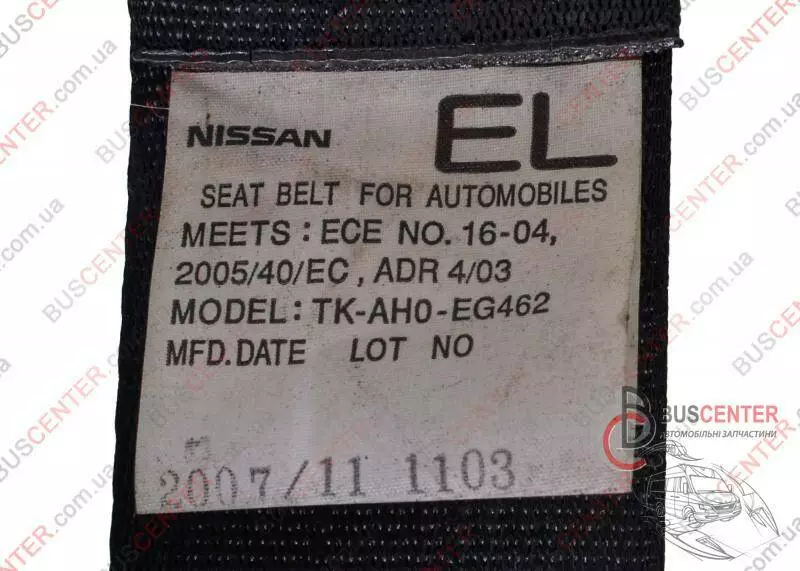 NISSAN EL
SEAT BELT FOR AUTOMOBILES
MEETS : ECE NO. 16-04,
2005/40/EC , ADR 4/03
MODEL: TK-AH0-EG462
MFD.DATE LOT NO
2007/11 1103
BUSCENTER
АВТОМОБІЛЬНІ ЗАПЧАСТИНИ
BUSCENTER.com.ua